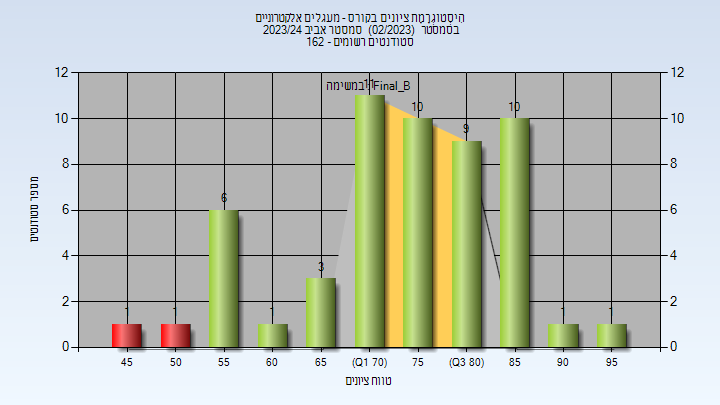 הִיסְטוֹגְרָמַת ציונים בקורס - מעגלים אלקטרוניים
בסמסטר (02/2023) סמסטר אביב 2023/24
סטודנטים רשומים - 162
במשימה: Final_B
מספר סטודנטים
12 12
10 10
8 8
6 6
4 4
2 2
0 0
1 1 6 1 3 11 10 9 10 1 1
45 50 55 60 65 (Q1 70) 75 (Q3 80) 85 90 95
טווח ציונים